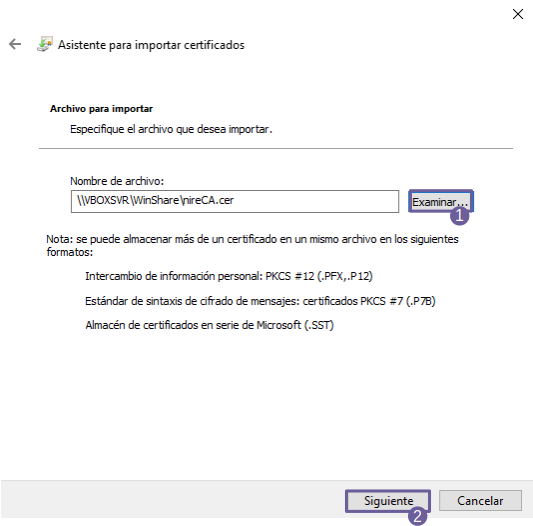 Asistente para importar certificados
Archivo para importar
Especifique el archivo que desea importar.
Nombre de archivo:
\\VBOXSVR\WinShare\nireCA.cer
Examinar...
1
Nota: se puede almacenar más de un certificado en un mismo archivo en los siguientes
formatos:
Intercambio de información personal: PKCS #12 (.PFX,.P12)
Estándar de sintaxis de cifrado de mensajes: certificados PKCS #7 (.P7B)
Almacén de certificados en serie de Microsoft (.SST)
Siguiente
Cancelar
2